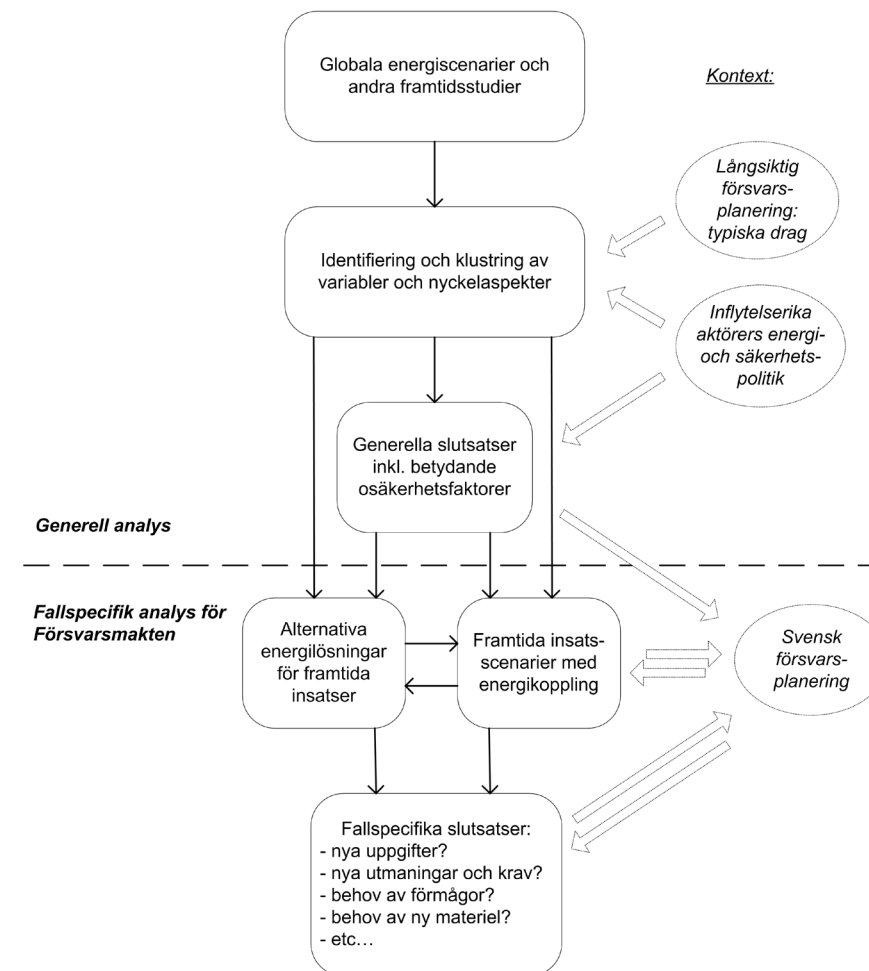 Globala energiscenarier och
andra framtidsstudier
Kontext:
Långsiktig
försvars-
planering:
typiska drag
Identifiering och klustring av
variabler och nyckelaspekter
Inflytelserika
aktörers energi-
och säkerhets-
politik
Generella slutsatser
inkl. betydande
osäkerhetsfaktorer
Generell analys
Fallspecifik analys för
Försvarsmakten
Alternativa
energilösningar
för framtida
insatser
Framtida insats-
scenarier med
energikoppling
Svensk
försvars-
planering
Fallspecifika slutsatser:
- nya uppgifter?
- nya utmaningar och krav?
- behov av förmågor?
- behov av ny materiel?
- etc…